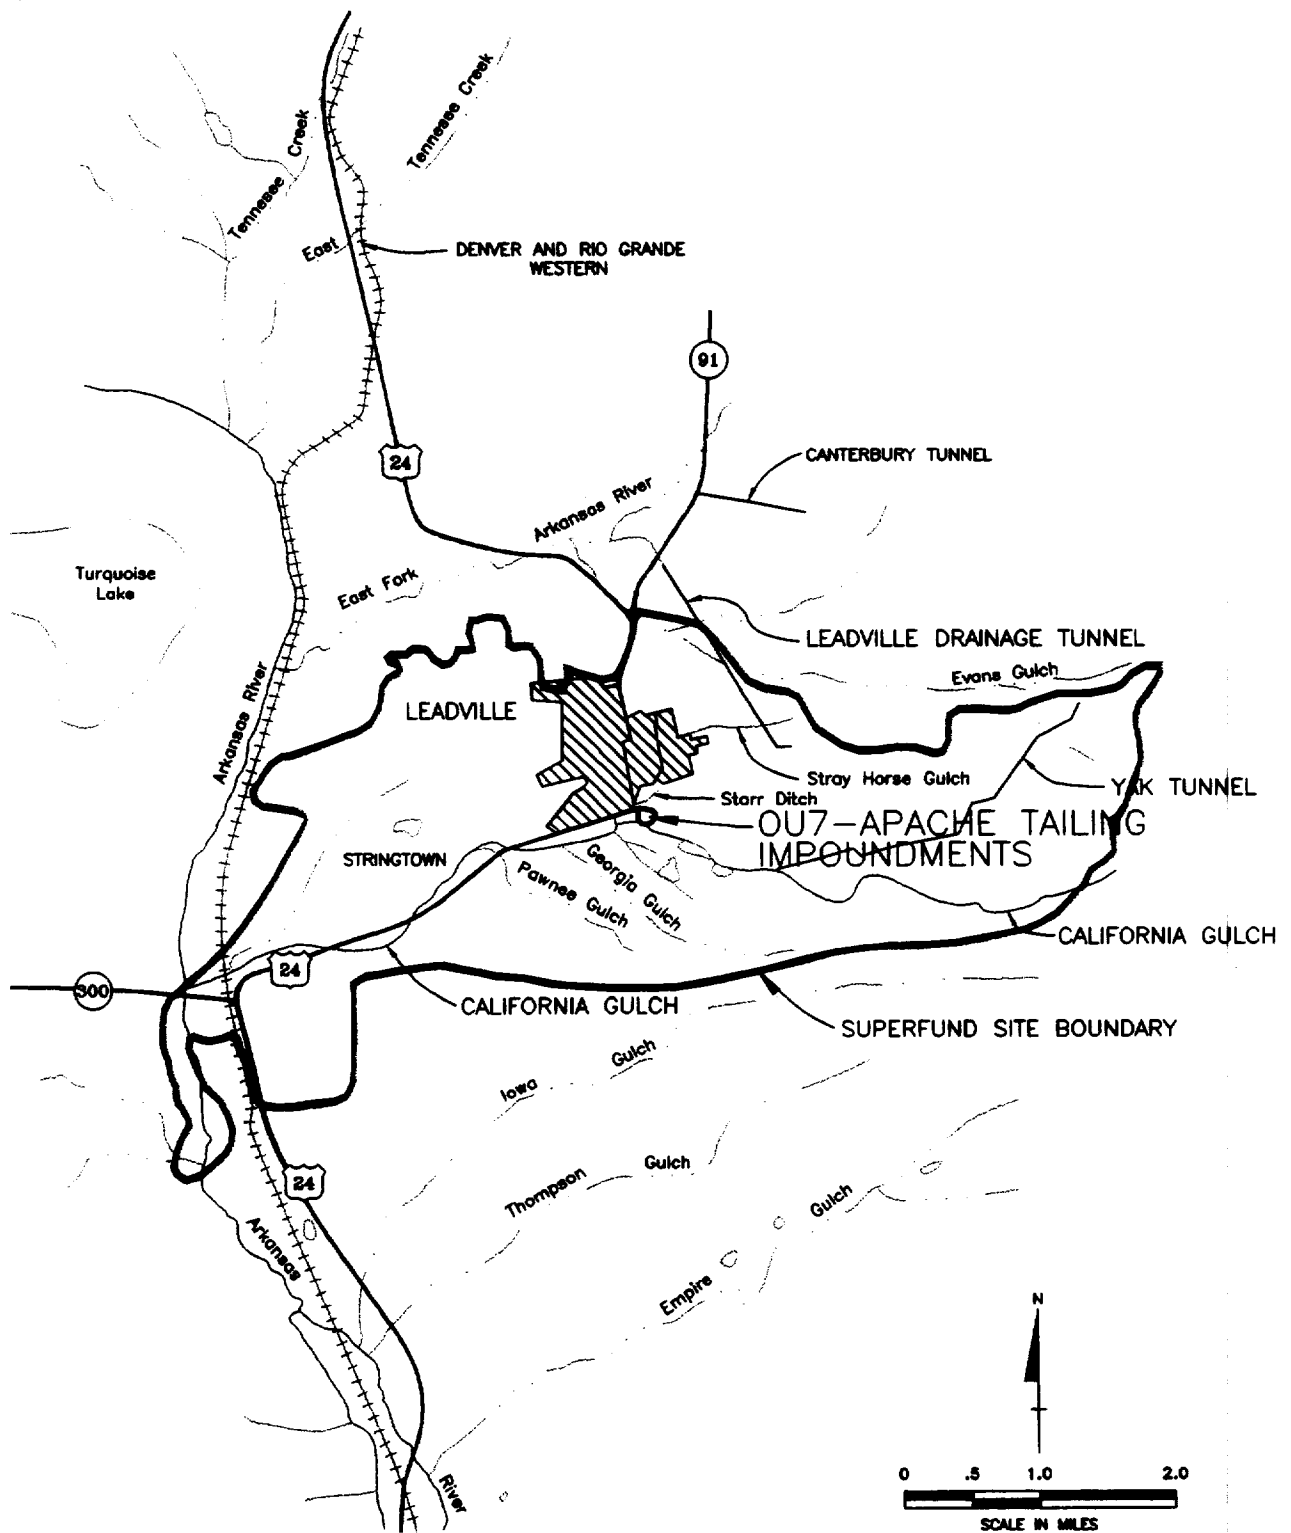 Tennessee Creek
Tennessee Creek
East
DENVER AND RIO GRANDE
WESTERN
91
24
CANTERBURY TUNNEL
Arkansas River
Turquoise
Lake
East Fork
LEADVILLE DRAINAGE TUNNEL
Evans Gulch
Arkansas River
LEADVILLE
Stray Horse Gulch
YAK TUNNEL
Starr Ditch
OU7-APACHE TAILING
IMPOUNDMENTS
STRINGTOWN
Georgia Gulch
Pawnee Gulch
CALIFORNIA GULCH
24
300
CALIFORNIA GULCH
SUPERFUND SITE BOUNDARY
Iowa Gulch
24
Thompson Gulch
Empire Gulch
Arkansas River
N
0 .5 1.0 2.0
SCALE IN MILES